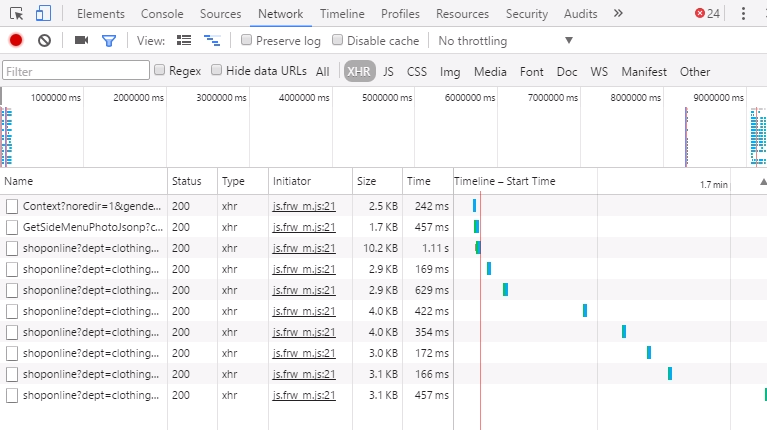 Elements Console Sources Network Timeline Profiles Resources Security Audits » 24
View: Preserve log Disable cache No throttling
Filter Regex Hide data URLs All XHR JS CSS Img Media Font Doc WS Manifest Other
1000000 ms 2000000 ms 3000000 ms 4000000 ms 5000000 ms 6000000 ms 7000000 ms 8000000 ms 9000000 ms
Name Status Type Initiator Size Time Timeline – Start Time 1.7 min
Context?noredir=1&gende... 200 xhr js.frw_m.js:21 2.5 KB 242 ms
GetSideMenuPhotoJsonp?c... 200 xhr js.frw_m.js:21 1.7 KB 457 ms
shoponline?dept=clothing... 200 xhr js.frw_m.js:21 10.2 KB 1.11 s
shoponline?dept=clothing... 200 xhr js.frw_m.js:21 2.9 KB 169 ms
shoponline?dept=clothing... 200 xhr js.frw_m.js:21 2.9 KB 629 ms
shoponline?dept=clothing... 200 xhr js.frw_m.js:21 4.0 KB 422 ms
shoponline?dept=clothing... 200 xhr js.frw_m.js:21 4.0 KB 354 ms
shoponline?dept=clothing... 200 xhr js.frw_m.js:21 3.0 KB 172 ms
shoponline?dept=clothing... 200 xhr js.frw_m.js:21 3.1 KB 166 ms
shoponline?dept=clothing... 200 xhr js.frw_m.js:21 3.1 KB 457 ms